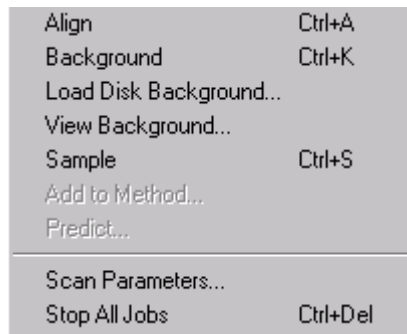 Align Ctrl+A
Background Ctrl+K
Load Disk Background...
View Background...
Sample Ctrl+S
Add to Method...
Predict...
Scan Parameters...
Stop All Jobs Ctrl+Del